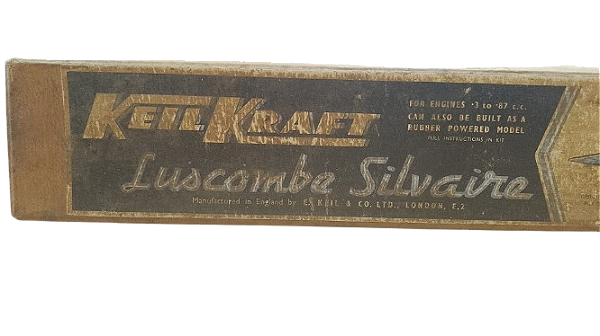 KEILKRAFT
FOR ENGINES ·3 to ·87 c.c.
CAN ALSO BE BUILT AS A
RUBBER POWERED MODEL
FULL INSTRUCTIONS IN KIT
Luscombe Silvaire
Manufactured in England by E. KEIL & CO. LTD., LONDON, E.2